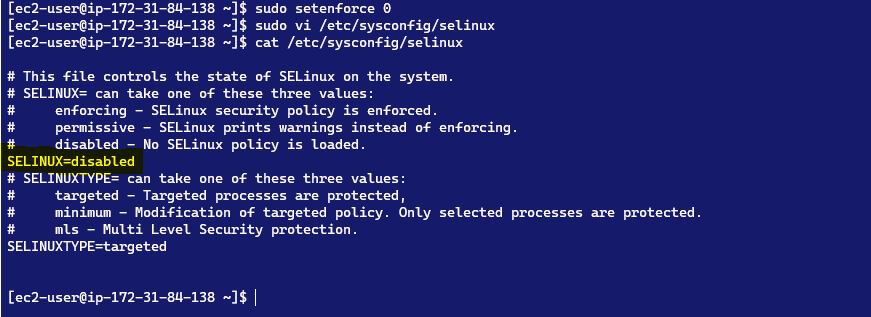 [ec2-user@ip-172-31-84-138 ~]$ sudo setenforce 0
[ec2-user@ip-172-31-84-138 ~]$ sudo vi /etc/sysconfig/selinux
[ec2-user@ip-172-31-84-138 ~]$ cat /etc/sysconfig/selinux
# This file controls the state of SELinux on the system.
# SELINUX= can take one of these three values:
#     enforcing - SELinux security policy is enforced.
#     permissive - SELinux prints warnings instead of enforcing.
#     disabled - No SELinux policy is loaded.
SELINUX=disabled
# SELINUXTYPE= can take one of these three values:
#     targeted - Targeted processes are protected,
#     minimum - Modification of targeted policy. Only selected processes are protected.
#     mls - Multi Level Security protection.
SELINUXTYPE=targeted
[ec2-user@ip-172-31-84-138 ~]$